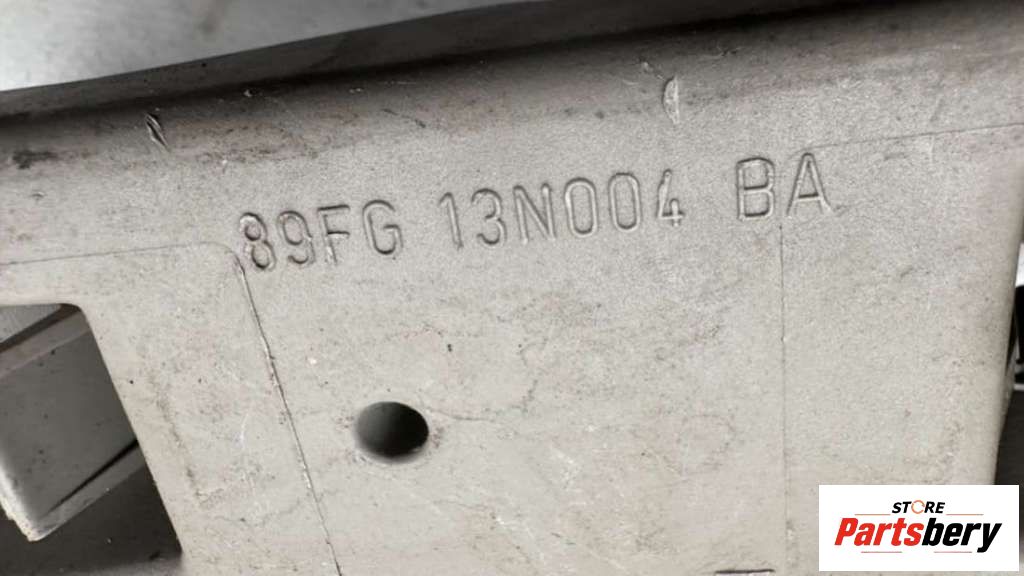 89FG 13N004 BA
STORE
Partsbery